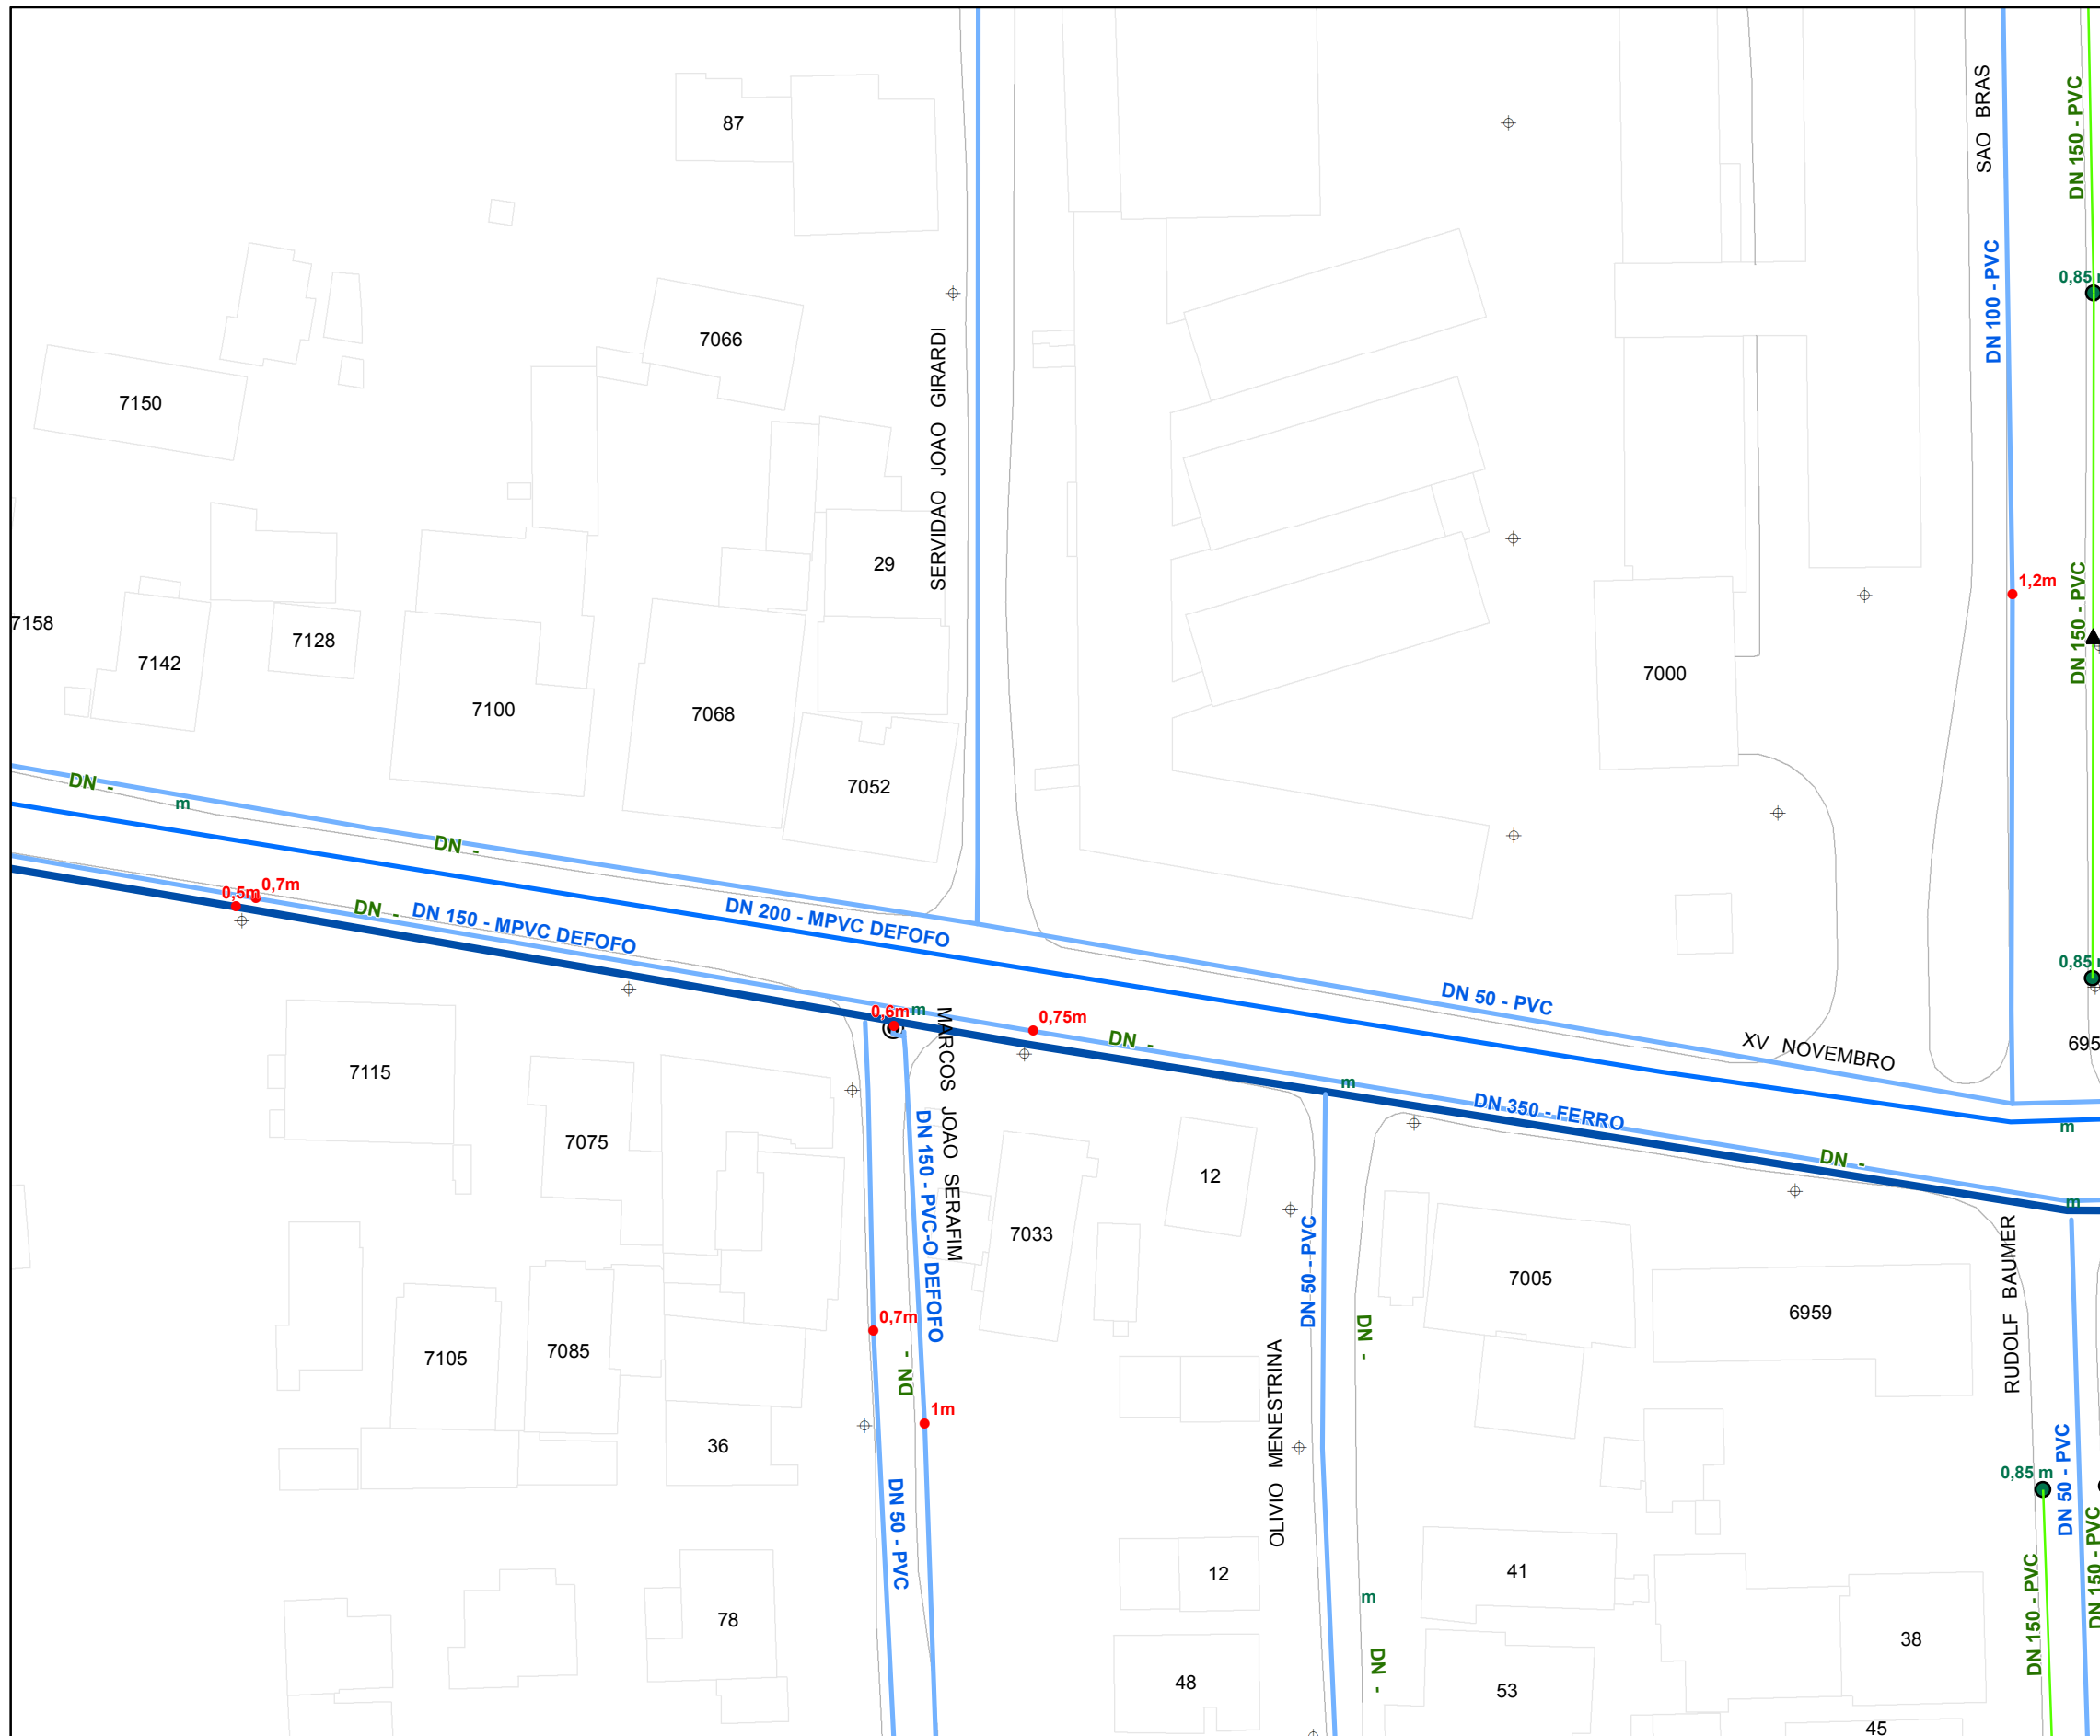 87
SAO BRAS
DN 150 - PVC
DN 100 - PVC
0,85
7066
SERVIDAO JOAO GIRARDI
7150
29
DN 150 - PVC
1,2m
7158
7142
7128
7100
7068
7000
7052
DN -
m
DN -
0,5m
0,7m
DN -
DN 150 - MPVC DEFOFO
DN 200 - MPVC DEFOFO
0,85
DN 50 - PVC
0,6m
m
0,75m
DN -
XV NOVEMBRO
695
MARCOS JOAO SERAFIM
7115
m
DN 350 - FERRO
m
7075
DN 150 - PVC-O DEFOFO
12
DN -
m
7033
DN 50 - PVC
7005
RUDOLF BAUMER
6959
0,7m
DN -
7105
7085
DN -
OLIVIO MENESTRINA
1m
36
DN 50 - PVC
0,85 m
DN 50 - PVC
DN 150 - PVC
DN 150 - PVC
12
41
m
78
38
DN -
48
53
45